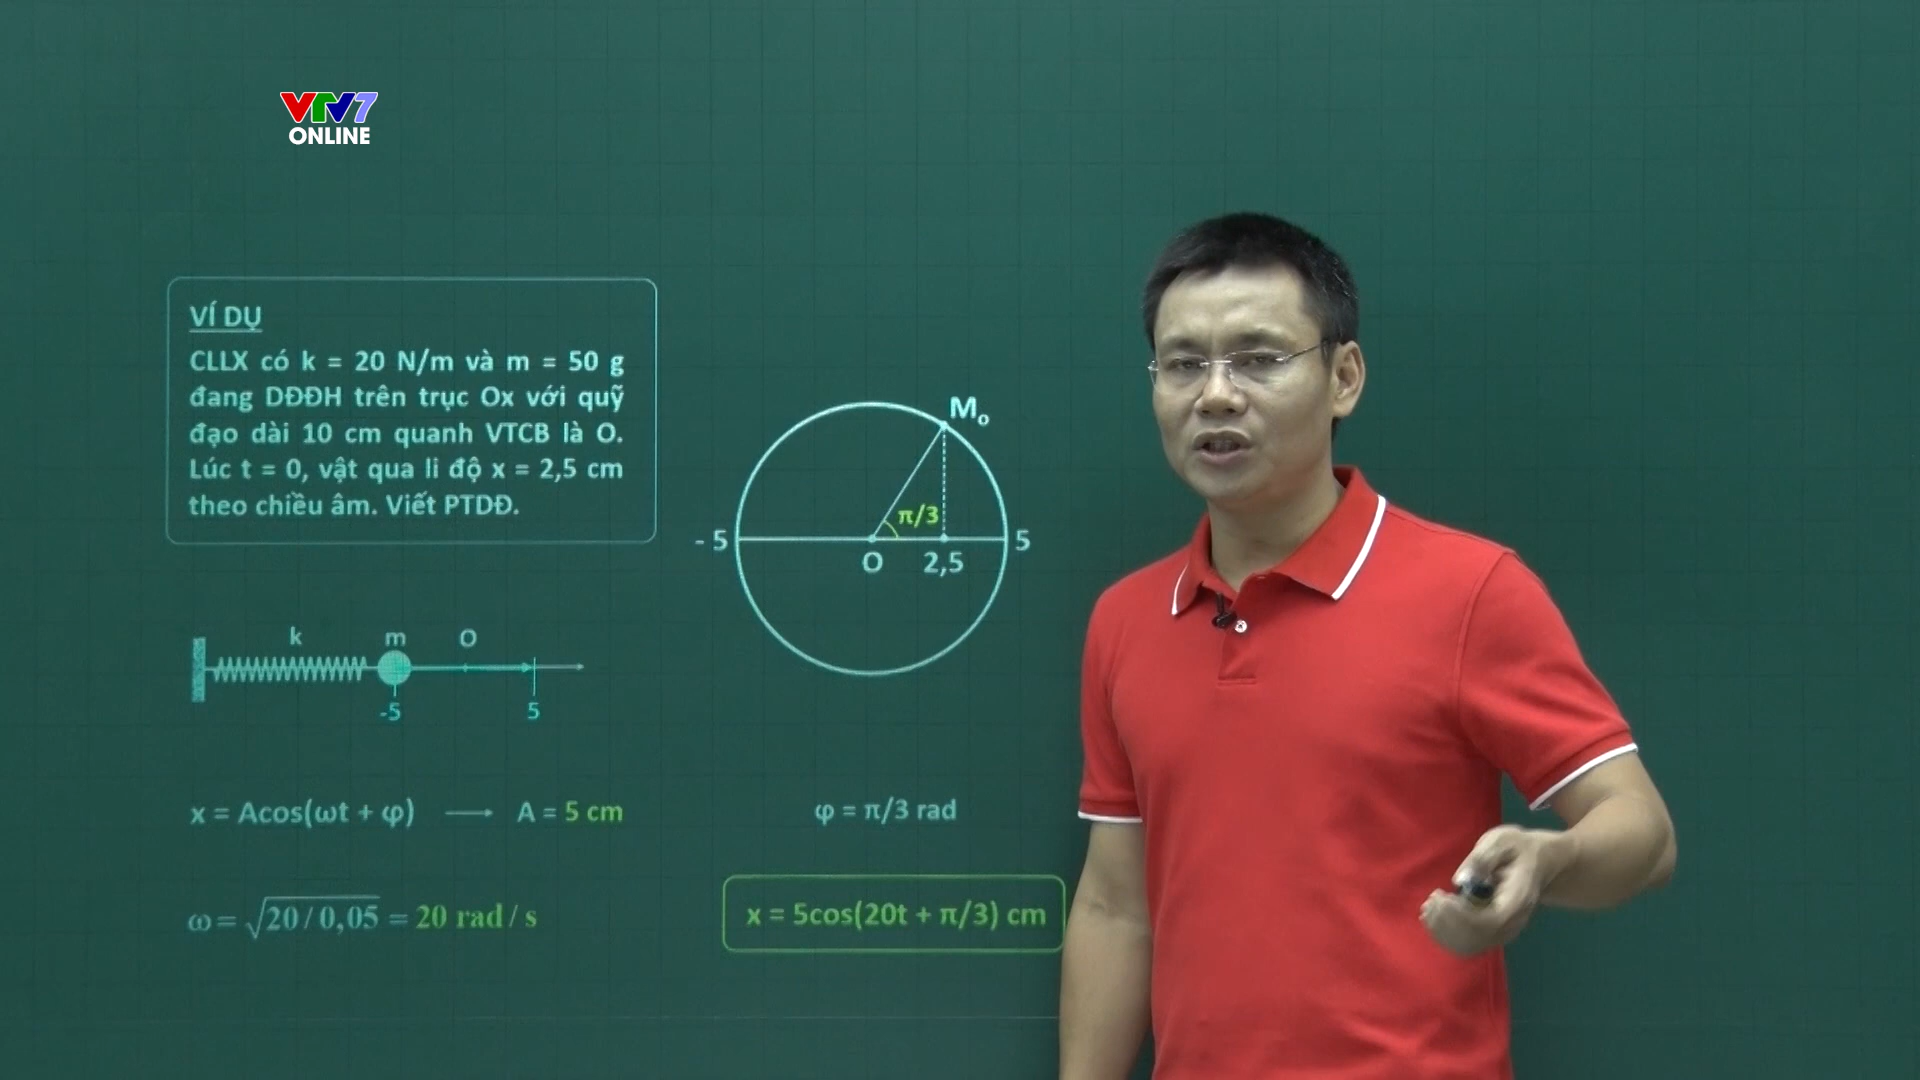 VTV7
ONLINE
VÍ DỤ
CLLX có k = 20 N/m và m = 50 g
đang DĐĐH trên trục Ox với quỹ
đạo dài 10 cm quanh VTCB là O.
Lúc t = 0, vật qua li độ x = 2,5 cm
theo chiều âm. Viết PTDĐ.
M₀
π/3
- 5
5
O
2,5
k
m
O
-5
5
x = Acos(ωt + φ) ⟶ A = 5 cm
φ = π/3 rad
ω = √20 / 0,05 = 20 rad / s
x = 5cos(20t + π/3) cm